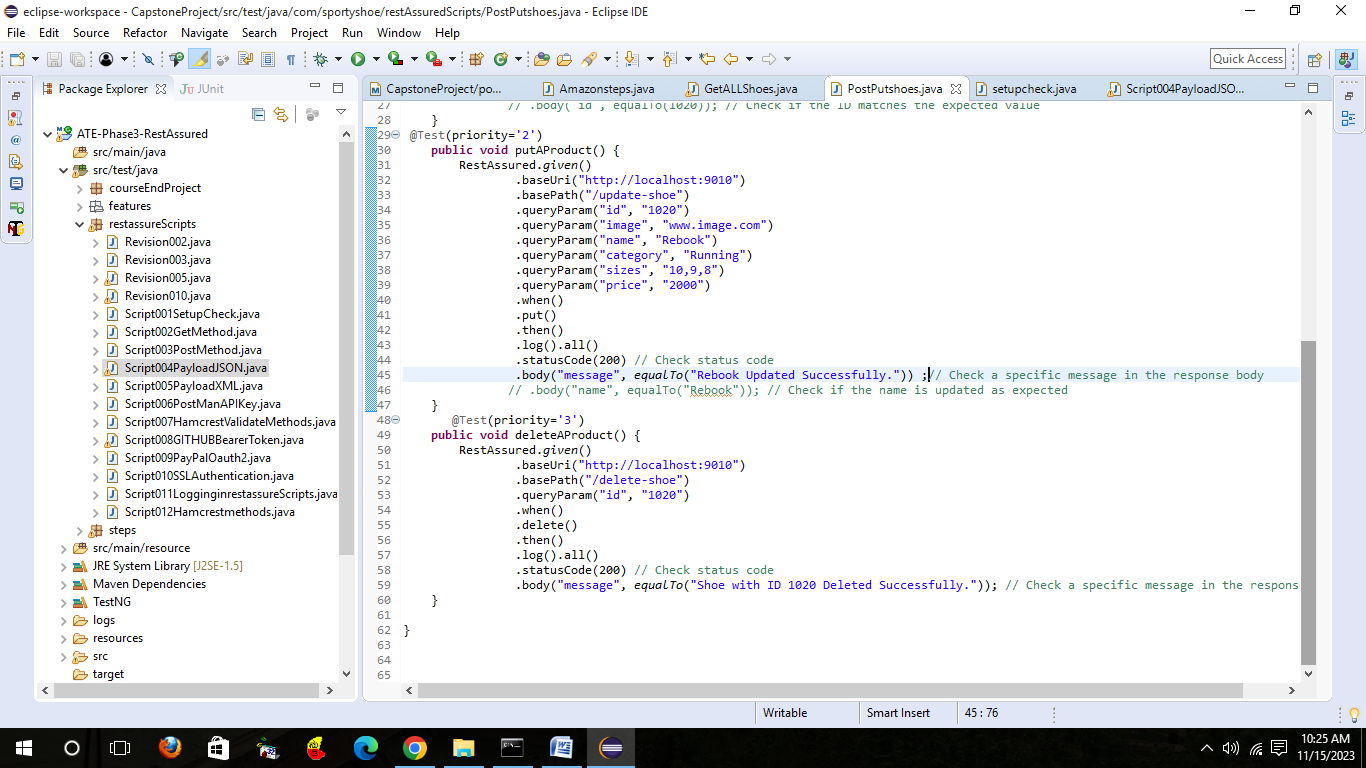 eclipse-workspace - CapstoneProject/src/test/java/com/sportyshoe/restAssuredScripts/PostPutshoes.java - Eclipse IDE
File Edit Source Refactor Navigate Search Project Run Window Help
Quick Access
Package Explorer
JUnit
CapstoneProject/po...
Amazonsteps.java
GetALLShoes.java
PostPutshoes.java
setupcheck.java
Script004PayloadJSO...
ATE-Phase3-RestAssured
src/main/java
src/test/java
courseEndProject
features
restassureScripts
Revision002.java
Revision003.java
Revision005.java
Revision010.java
Script001SetupCheck.java
Script002GetMethod.java
Script003PostMethod.java
Script004PayloadJSON.java
Script005PayloadXML.java
Script006PostManAPIKey.java
Script007HamcrestValidateMethods.java
Script008GITHUBBearerToken.java
Script009PayPalOauth2.java
Script010SSLAuthentication.java
Script011LogginginrestassureScripts.java
Script012Hamcrestmethods.java
steps
src/main/resource
JRE System Library [J2SE-1.5]
Maven Dependencies
TestNG
logs
resources
src
target
27 // .body( id , equalTo(1020)); // Check if the ID matches the expected value
28 }
29 @Test(priority='2')
30 public void putAProduct() {
31 RestAssured.given()
32 .baseUri("http://localhost:9010")
33 .basePath("/update-shoe")
34 .queryParam("id", "1020")
35 .queryParam("image", "www.image.com")
36 .queryParam("name", "Rebook")
37 .queryParam("category", "Running")
38 .queryParam("sizes", "10,9,8")
39 .queryParam("price", "2000")
40 .when()
41 .put()
42 .then()
43 .log().all()
44 .statusCode(200) // Check status code
45 .body("message", equalTo("Rebook Updated Successfully.")) ;// Check a specific message in the response body
46 // .body("name", equalTo("Rebook")); // Check if the name is updated as expected
47 }
48 @Test(priority='3')
49 public void deleteAProduct() {
50 RestAssured.given()
51 .baseUri("http://localhost:9010")
52 .basePath("/delete-shoe")
53 .queryParam("id", "1020")
54 .when()
55 .delete()
56 .then()
57 .log().all()
58 .statusCode(200) // Check status code
59 .body("message", equalTo("Shoe with ID 1020 Deleted Successfully.")); // Check a specific message in the respons
60 }
61
62 }
63
64
65
Writable
Smart Insert
45 : 76
10:25 AM
11/15/2023